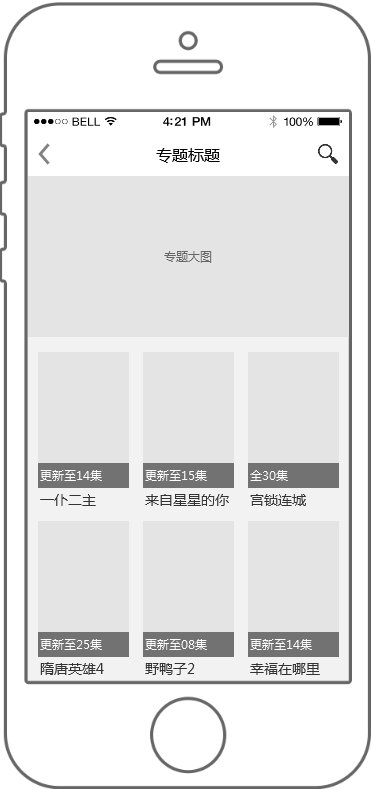 BELL 4:21 PM 100%
专题标题
专题大图
更新至14集 更新至15集 全30集
一仆二主 来自星星的你 宫锁连城
更新至25集 更新至08集 更新至14集
隋唐英雄4 野鸭子2 幸福在哪里